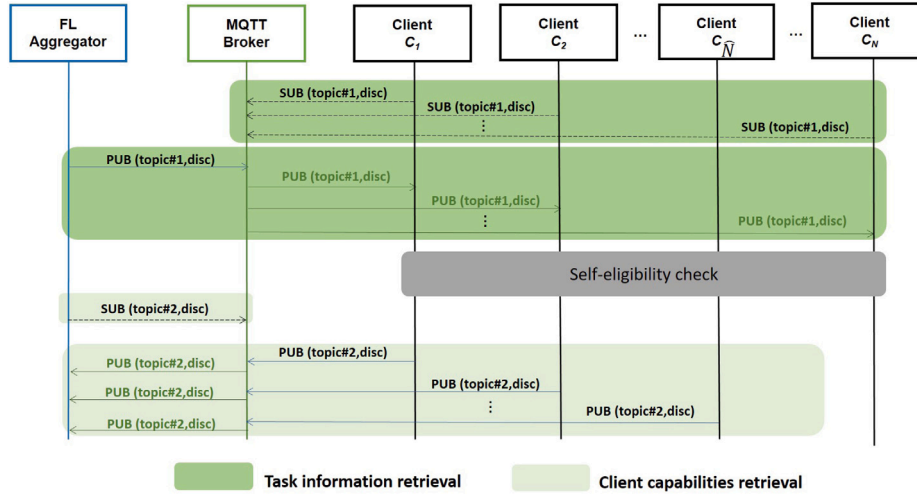 FL
Aggregator
MQTT
Broker
Client
C₁
Client
C₂
...
Client
C_N̂
...
Client
C_N
SUB (topic#1,disc)
SUB (topic#1,disc)
⋮
SUB (topic#1,disc)
PUB (topic#1,disc)
PUB (topic#1,disc)
PUB (topic#1,disc)
⋮
PUB (topic#1,disc)
Self-eligibility check
SUB (topic#2,disc)
PUB (topic#2,disc)
PUB (topic#2,disc)
PUB (topic#2,disc)
PUB (topic#2,disc)
⋮
PUB (topic#2,disc)
PUB (topic#2,disc)
Task information retrieval
Client capabilities retrieval